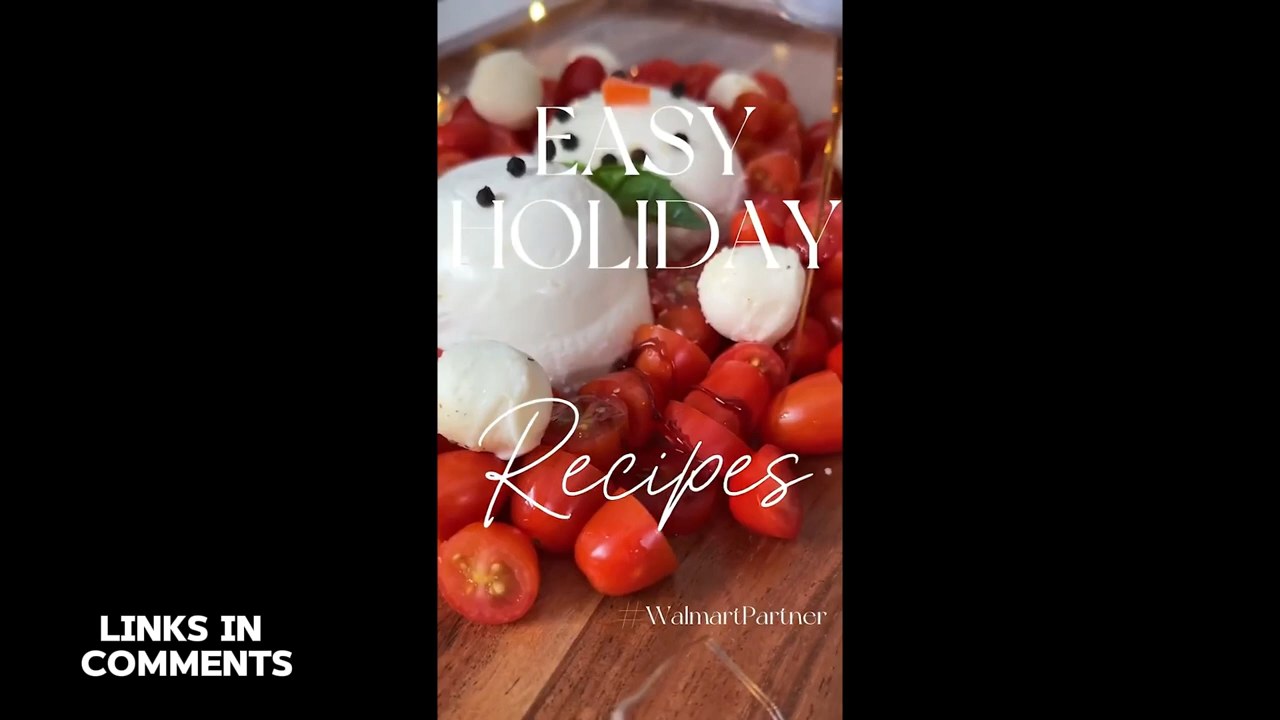 EASY
HOLIDAY
Recipes
#WalmartPartner
LINKS IN
COMMENTS